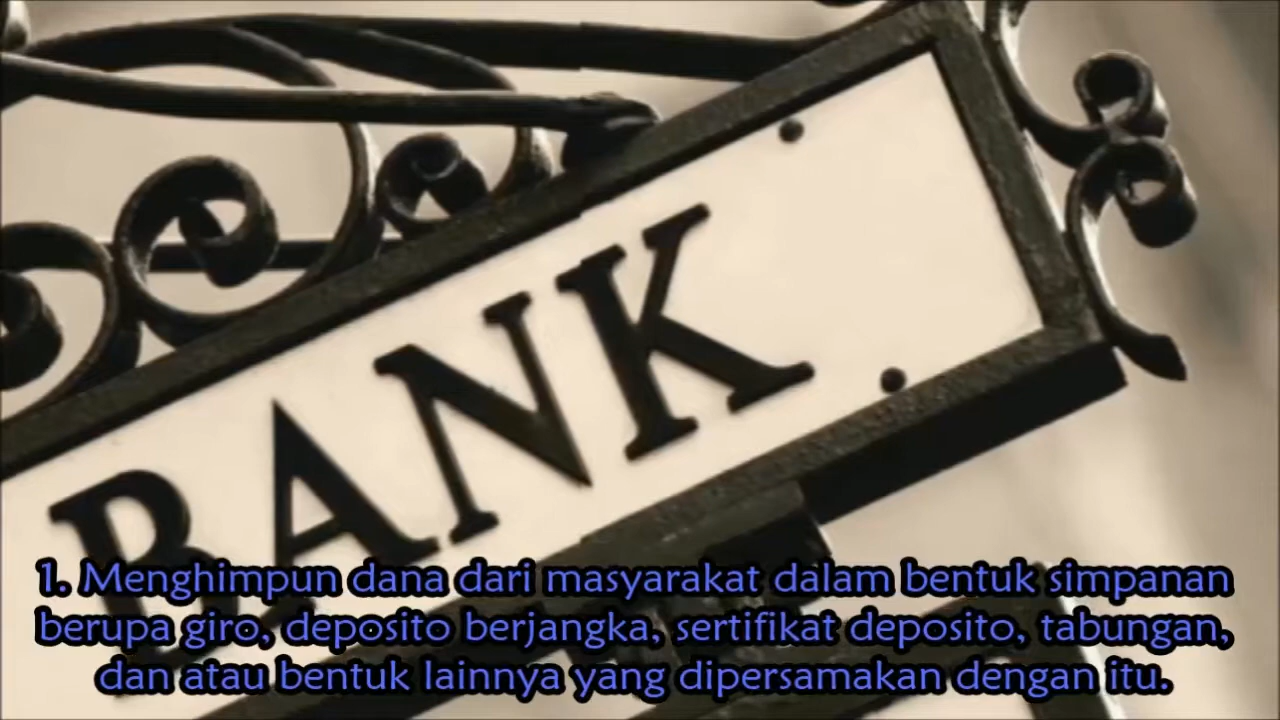 BANK
1. Menghimpun dana dari masyarakat dalam bentuk simpanan
berupa giro, deposito berjangka, sertifikat deposito, tabungan,
dan atau bentuk lainnya yang dipersamakan dengan itu.